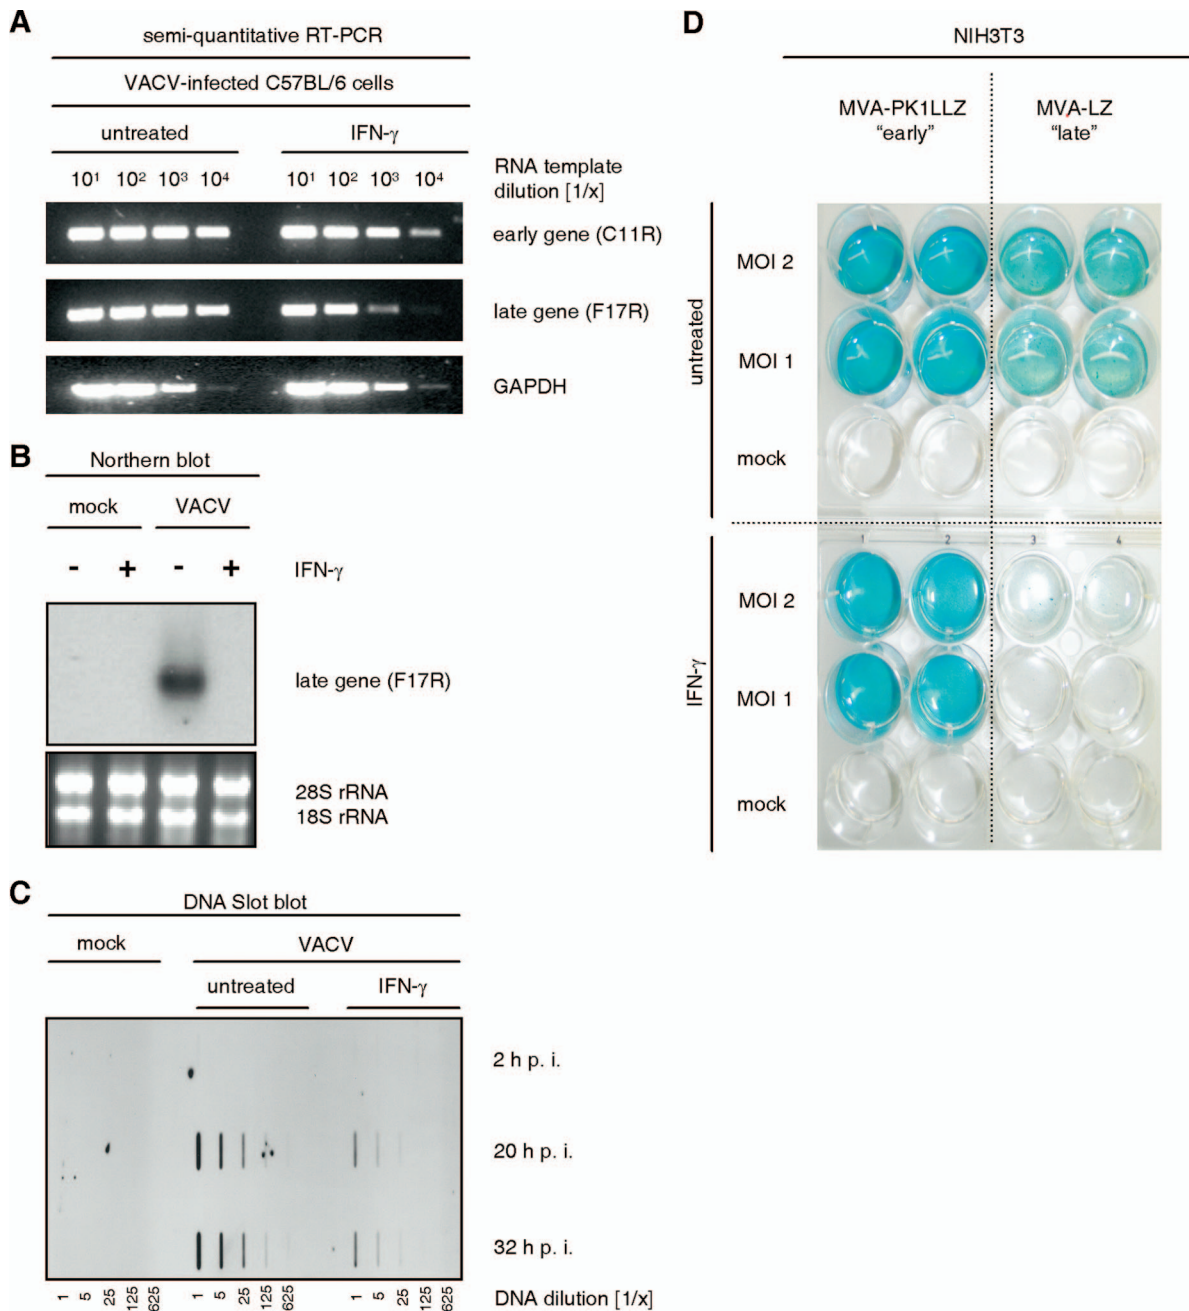 A
semi-quantitative RT-PCR
VACV-infected C57BL/6 cells
untreated IFN-γ
10¹ 10² 10³ 10⁴ 10¹ 10² 10³ 10⁴
RNA template
dilution [1/x]
early gene (C11R)
late gene (F17R)
GAPDH
B
Northern blot
mock VACV
- + - + IFN-γ
late gene (F17R)
28S rRNA
18S rRNA
C
DNA Slot blot
mock VACV
untreated IFN-γ
2 h p. i.
20 h p. i.
32 h p. i.
1 5 25 125 625 1 5 25 125 625 1 5 25 125 625 DNA dilution [1/x]
D
NIH3T3
MVA-PK1LLZ MVA-LZ
“early” “late”
untreated
MOI 2
MOI 1
mock
IFN-γ
1 2 3 4
MOI 2
MOI 1
mock